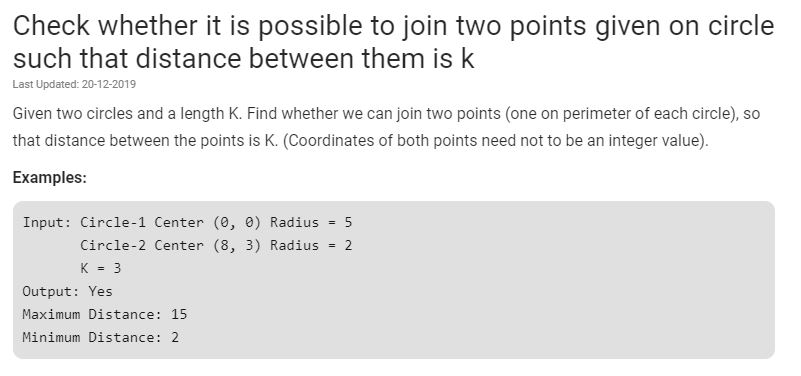 Check whether it is possible to join two points given on circle
such that distance between them is k
Last Updated: 20-12-2019
Given two circles and a length K. Find whether we can join two points (one on perimeter of each circle), so
that distance between the points is K. (Coordinates of both points need not to be an integer value).
Examples:
Input: Circle-1 Center (0, 0) Radius = 5
Circle-2 Center (8, 3) Radius = 2
K = 3
Output: Yes
Maximum Distance: 15
Minimum Distance: 2